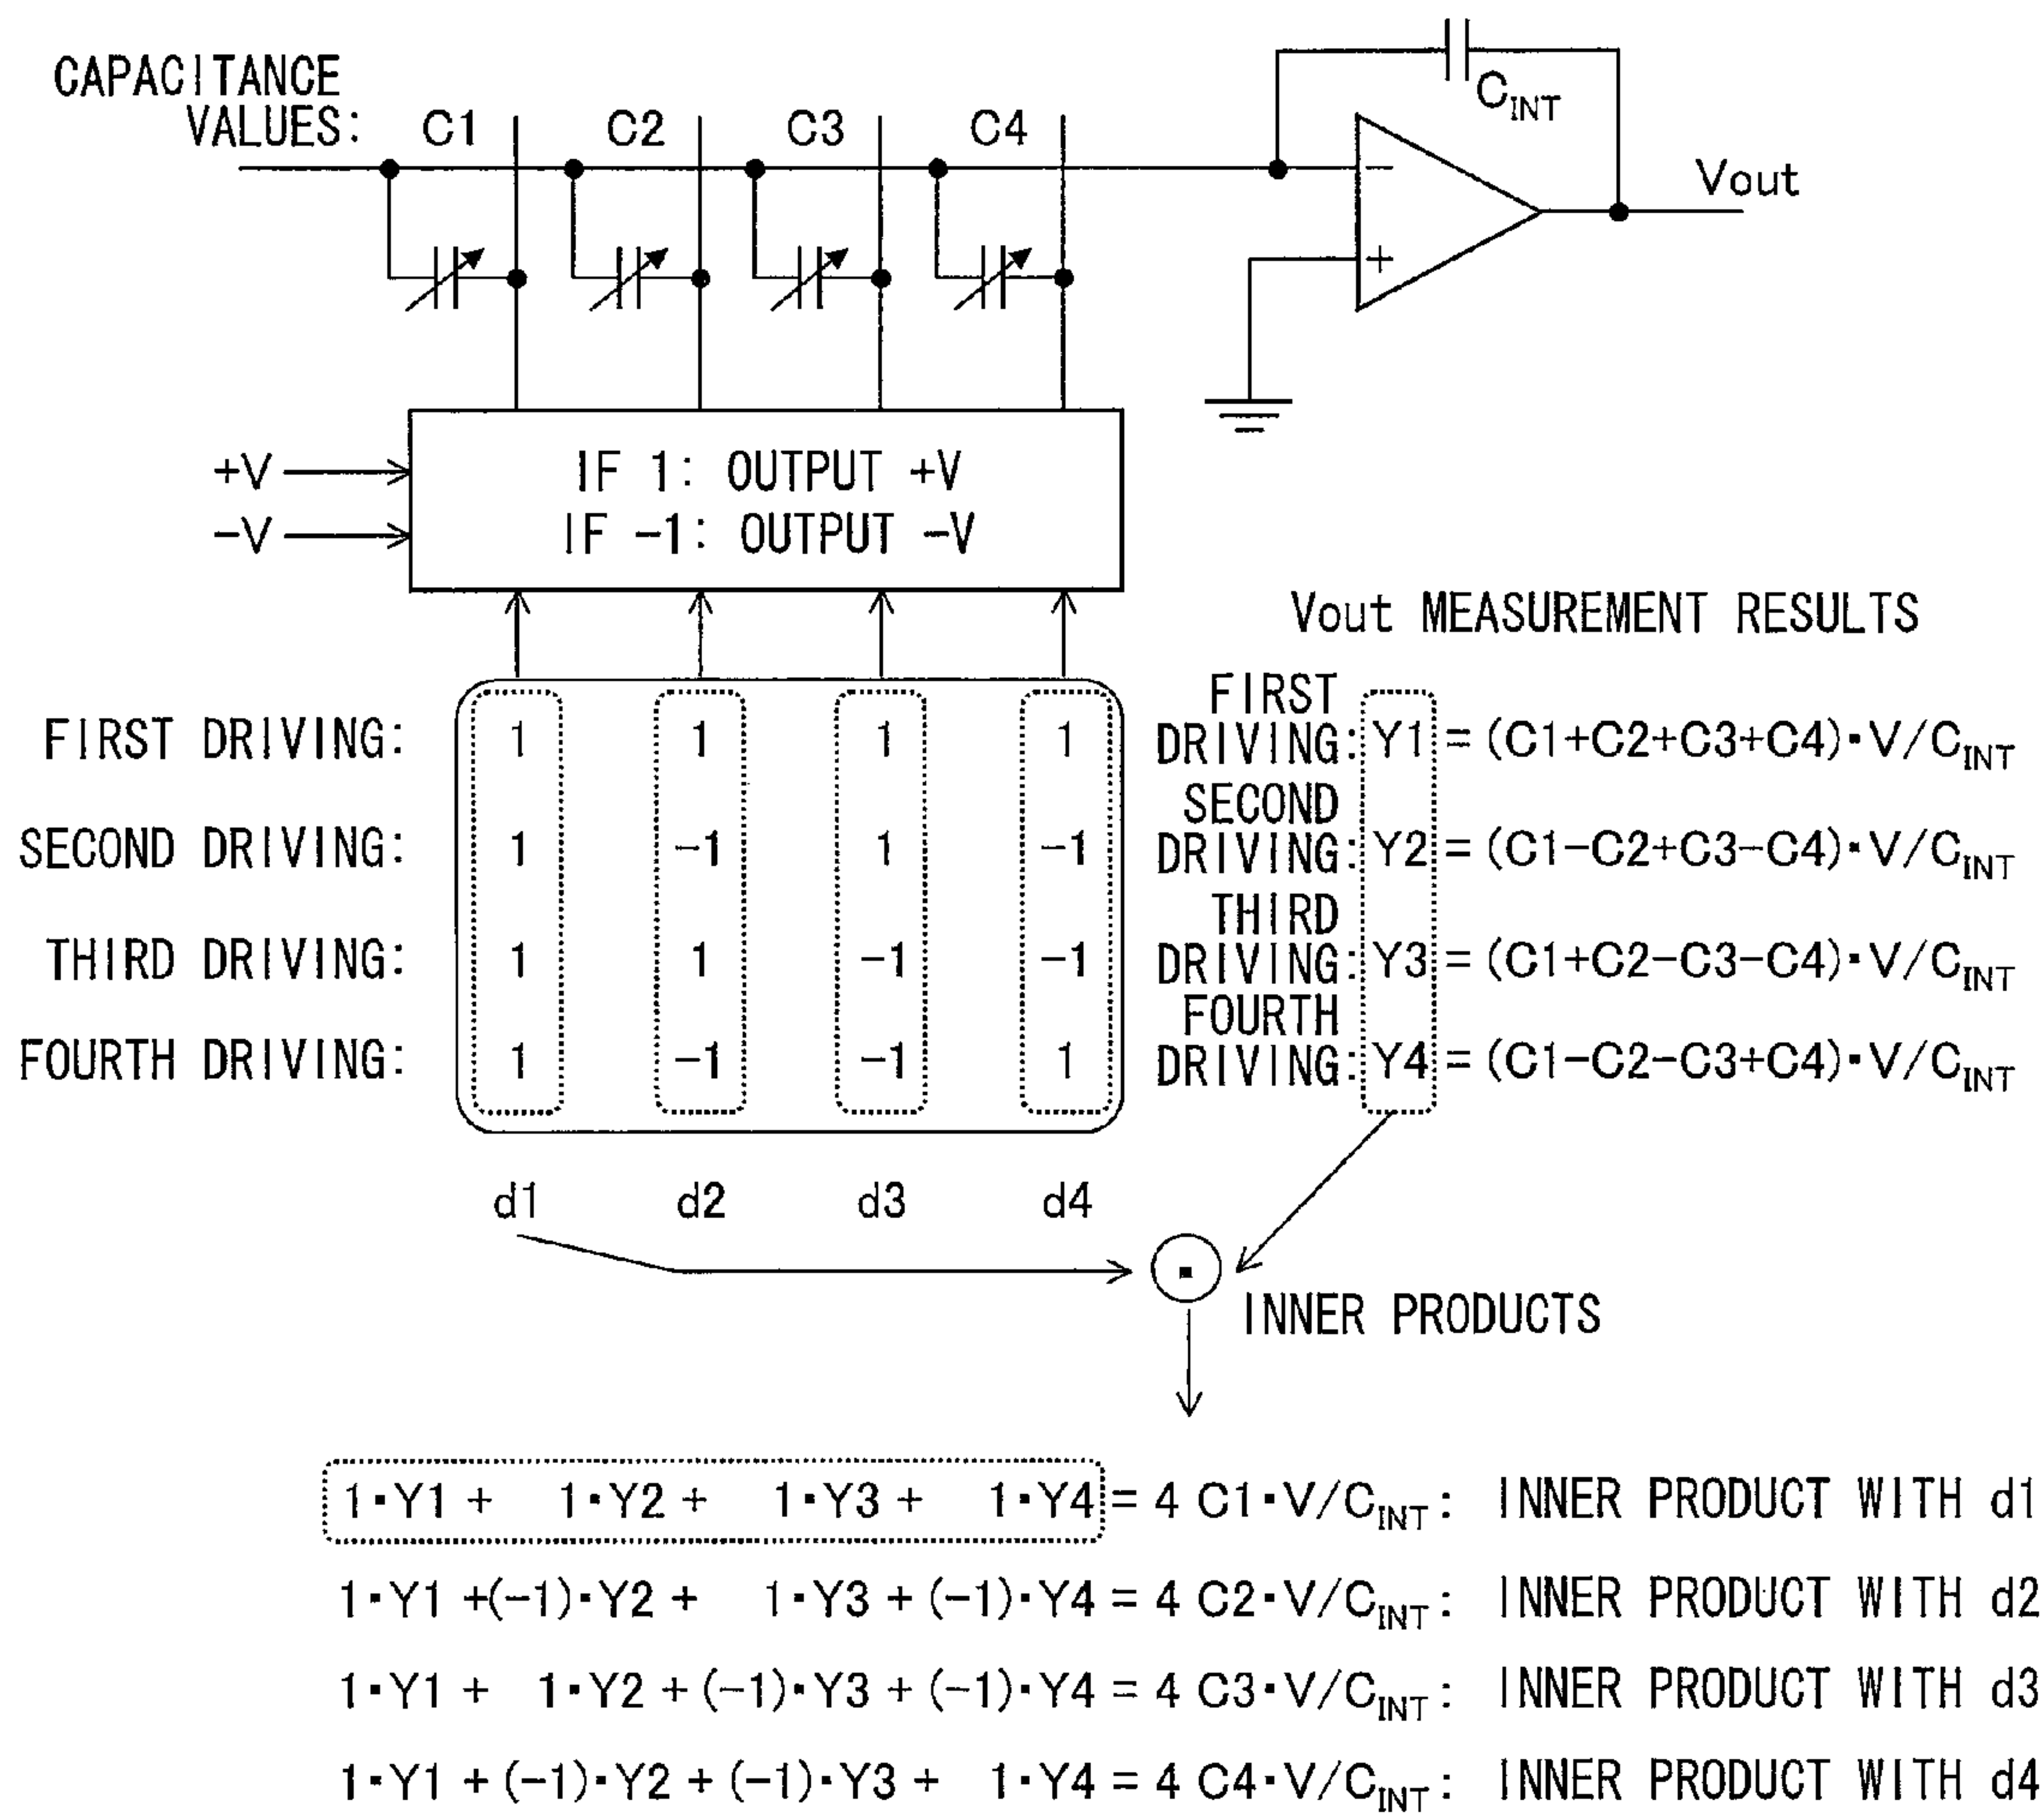 CAPACITANCE
VALUES:
C1 C2 C3 C4
C_INT
− 
+
Vout
+V
−V
IF 1: OUTPUT +V
IF −1: OUTPUT −V
FIRST DRIVING: 1 1 1 1
SECOND DRIVING: 1 −1 1 −1
THIRD DRIVING: 1 1 −1 −1
FOURTH DRIVING: 1 −1 −1 1
d1 d2 d3 d4
Vout MEASUREMENT RESULTS
FIRST
DRIVING: Y1 = (C1+C2+C3+C4)·V/C_INT
SECOND
DRIVING: Y2 = (C1−C2+C3−C4)·V/C_INT
THIRD
DRIVING: Y3 = (C1+C2−C3−C4)·V/C_INT
FOURTH
DRIVING: Y4 = (C1−C2−C3+C4)·V/C_INT
INNER PRODUCTS
1·Y1 + 1·Y2 + 1·Y3 + 1·Y4 = 4 C1·V/C_INT: INNER PRODUCT WITH d1
1·Y1 +(−1)·Y2 + 1·Y3 + (−1)·Y4 = 4 C2·V/C_INT: INNER PRODUCT WITH d2
1·Y1 + 1·Y2 + (−1)·Y3 + (−1)·Y4 = 4 C3·V/C_INT: INNER PRODUCT WITH d3
1·Y1 + (−1)·Y2 + (−1)·Y3 + 1·Y4 = 4 C4·V/C_INT: INNER PRODUCT WITH d4